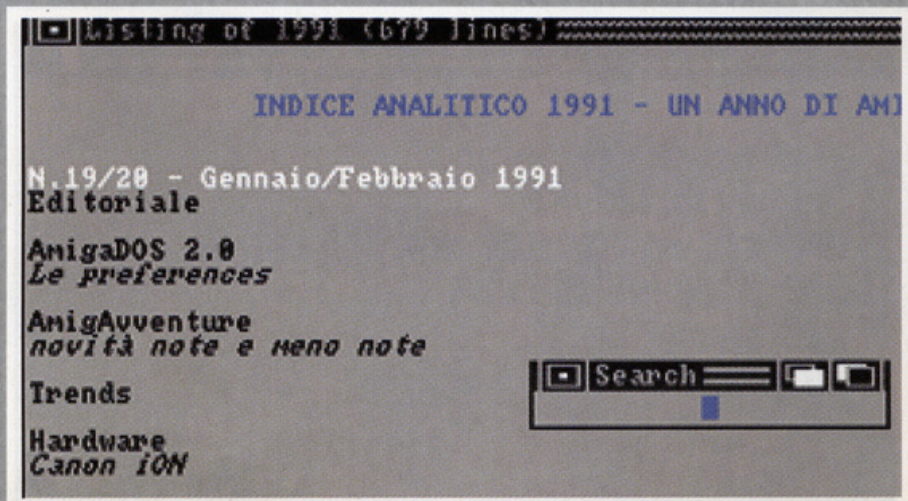 Listing of 1991 (679 lines)
INDICE ANALITICO 1991 - UN ANNO DI AMI
N.19/20 - Gennaio/Febbraio 1991
Editoriale
AmigaDOS 2.0
Le preferences
AmigAvventure
novità note e meno note
Search
Trends
Hardware
Canon iON